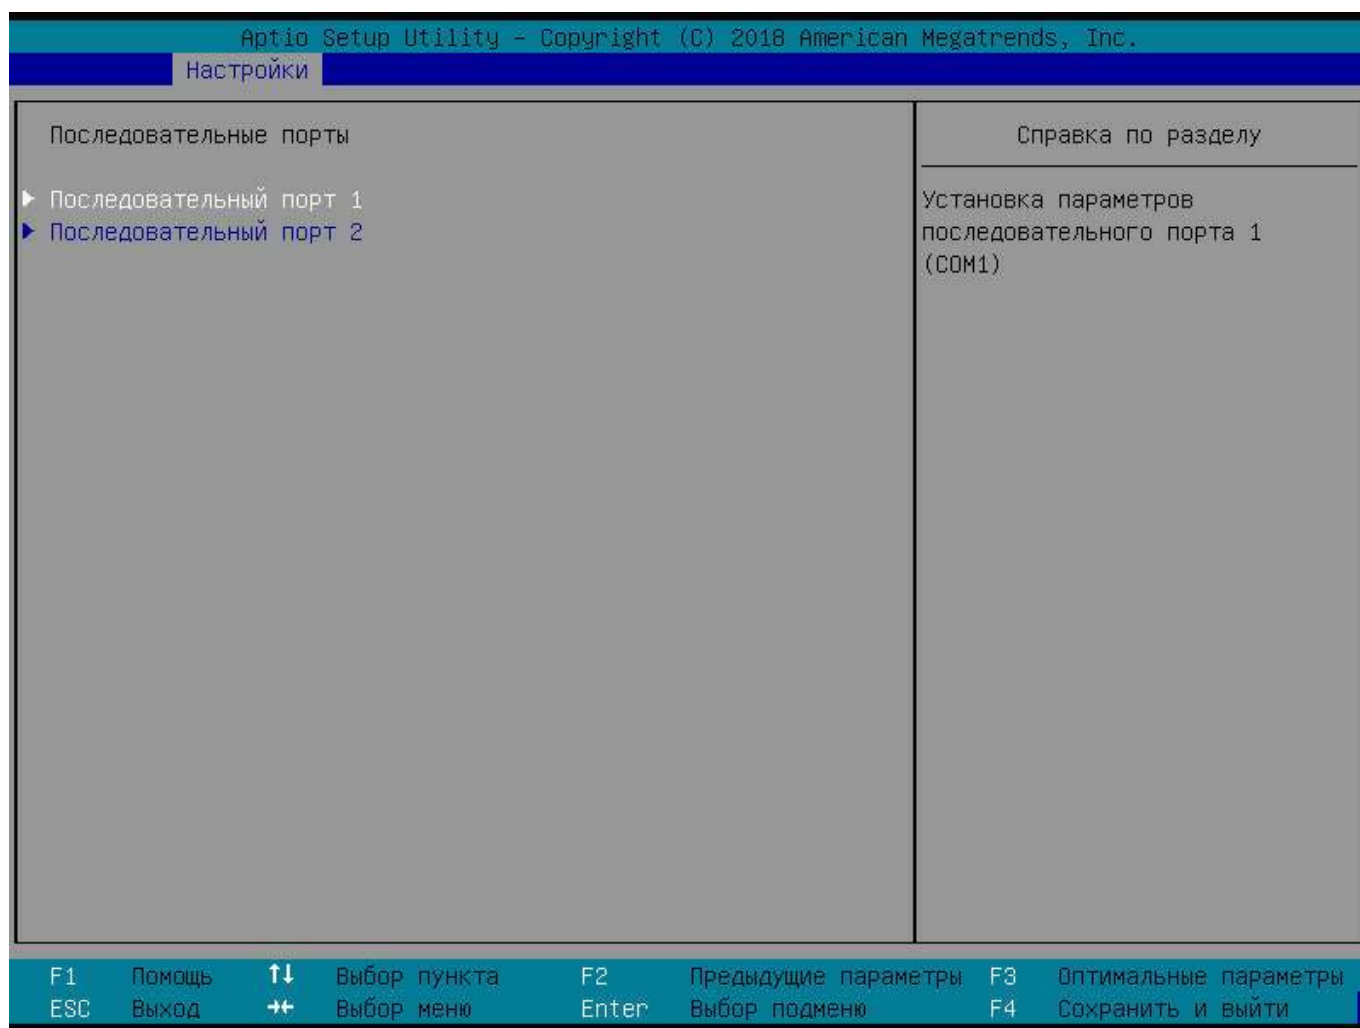 Aptio Setup Utility - Copyright (C) 2018 American Megatrends, Inc.
Настройки
Последовательные порты
Последовательный порт 1
Последовательный порт 2
Справка по разделу
Установка параметров
последовательного порта 1
(COM1)
F1 Помощь ↑↓ Выбор пункта F2 Предыдущие параметры F3 Оптимальные параметры
ESC Выход →← Выбор меню Enter Выбор подменю F4 Сохранить и выйти